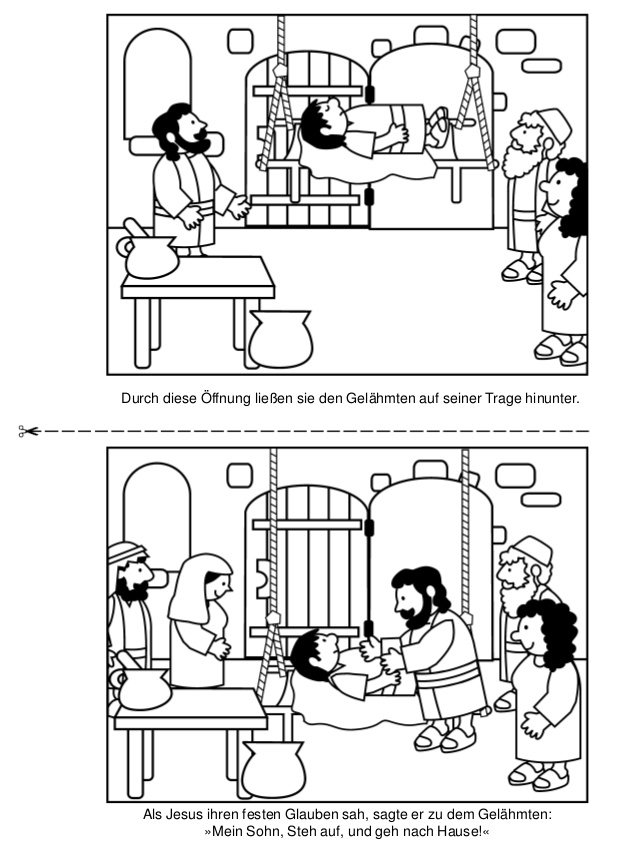 Durch diese Öffnung ließen sie den Gelähmten auf seiner Trage hinunter.
Als Jesus ihren festen Glauben sah, sagte er zu dem Gelähmten:
»Mein Sohn, Steh auf, und geh nach Hause!«